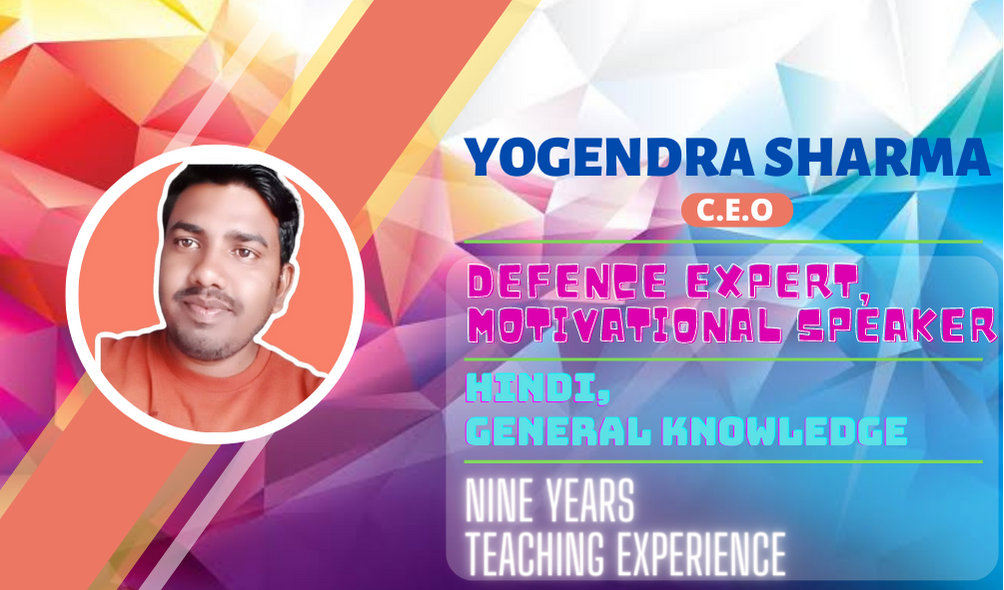 YOGENDRA SHARMA
C.E.O
DEFENCE EXPERT,
MOTIVATIONAL SPEAKER
HINDI,
GENERAL KNOWLEDGE
NINE YEARS
TEACHING EXPERIENCE